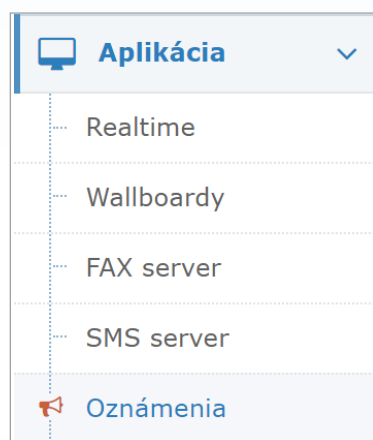 Aplikácia
Realtime
Wallboardy
FAX server
SMS server
Oznámenia